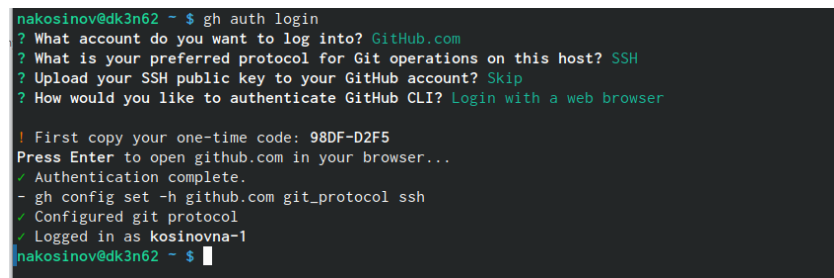 nakosinov@dk3n62 ~ $ gh auth login
? What account do you want to log into? GitHub.com
? What is your preferred protocol for Git operations on this host? SSH
? Upload your SSH public key to your GitHub account? Skip
? How would you like to authenticate GitHub CLI? Login with a web browser
! First copy your one-time code: 98DF-D2F5
Press Enter to open github.com in your browser...
✓ Authentication complete.
- gh config set -h github.com git_protocol ssh
✓ Configured git protocol
✓ Logged in as kosinovna-1
nakosinov@dk3n62 ~ $